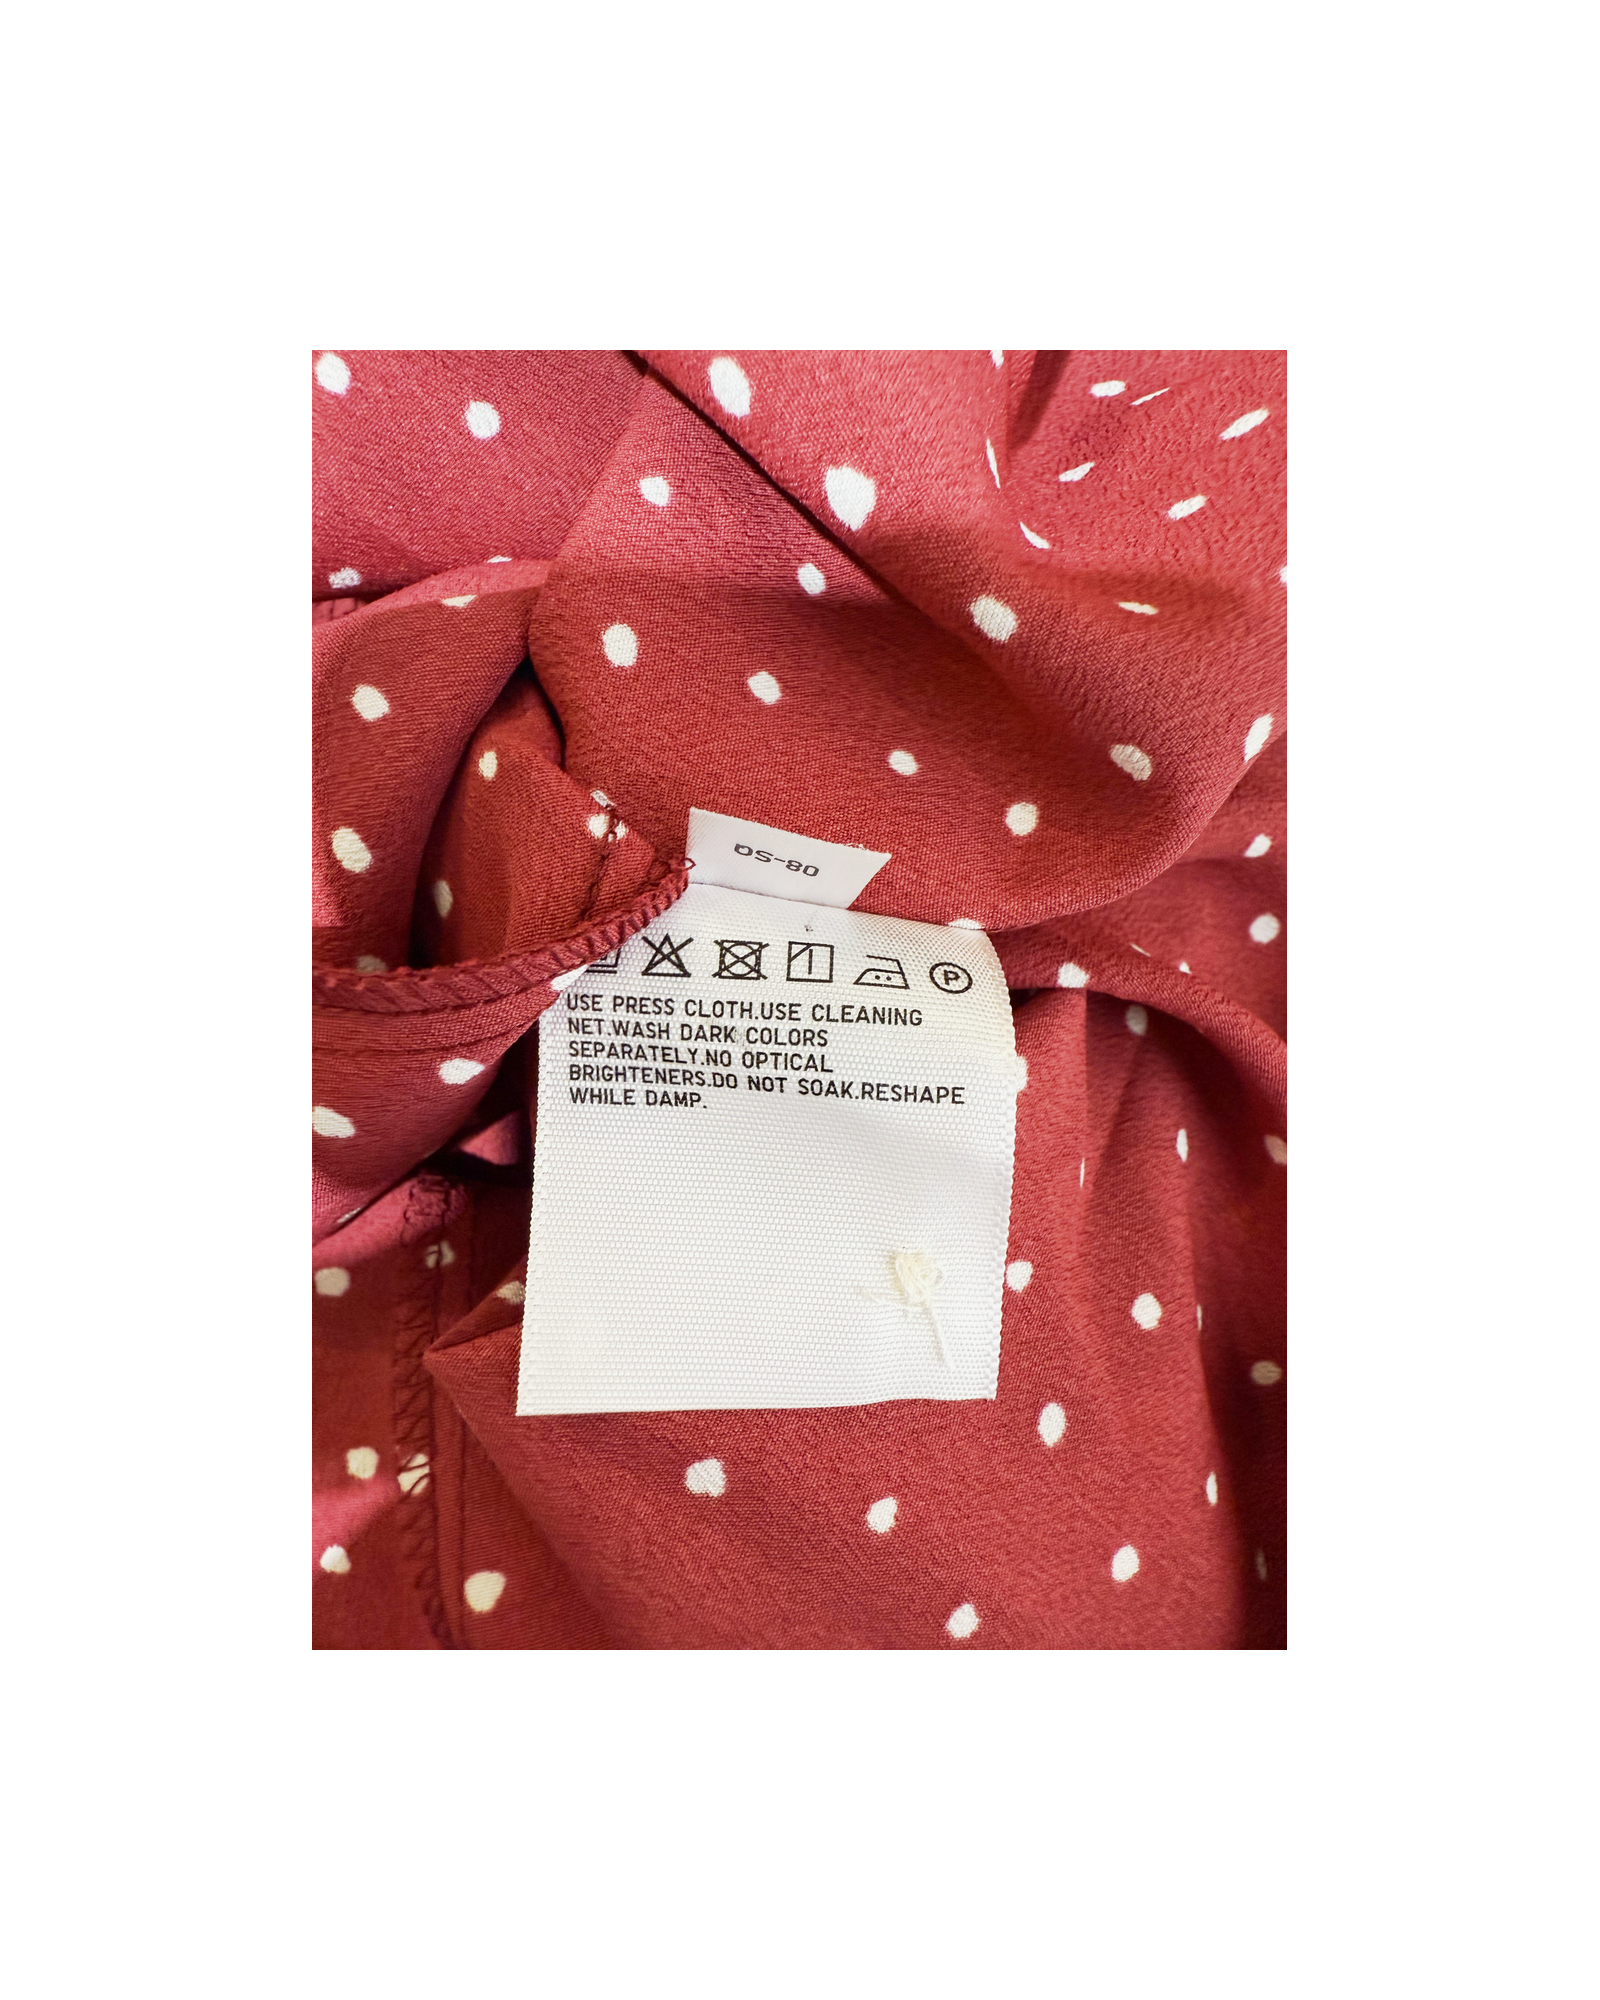 08-SQ
P
USE PRESS CLOTH.USE CLEANING
NET.WASH DARK COLORS
SEPARATELY.NO OPTICAL
BRIGHTENERS.DO NOT SOAK.RESHAPE
WHILE DAMP.